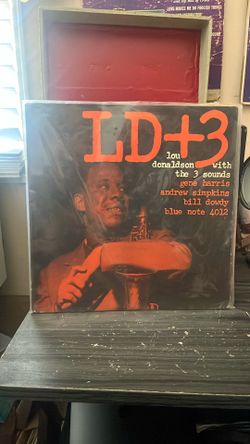 LD+3
lou
donaldson with
the 3 sounds
gene harris
andrew simpkins
bill dowdy
blue note 4012